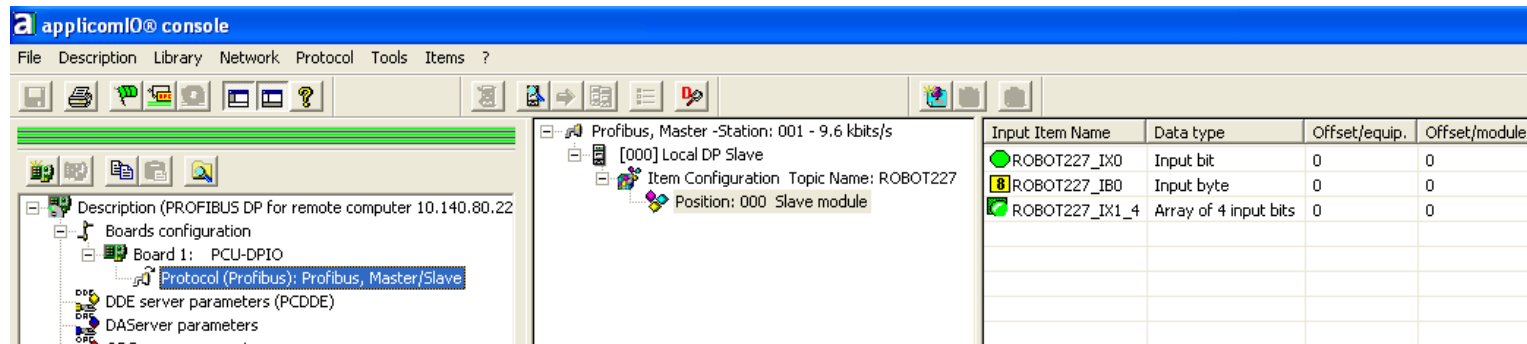 applicomIO® console
File Description Library Network Protocol Tools Items ?
Description (PROFIBUS DP for remote computer 10.140.80.22
Boards configuration
Board 1: PCU-DPIO
Protocol (Profibus): Profibus, Master/Slave
DDE server parameters (PCDDE)
DAServer parameters
Profibus, Master -Station: 001 - 9.6 kbits/s
[000] Local DP Slave
Item Configuration Topic Name: ROBOT227
Position: 000 Slave module
Input Item Name Data type Offset/equip. Offset/module
ROBOT227_IX0 Input bit 0 0
8 ROBOT227_IB0 Input byte 0 0
ROBOT227_IX1_4 Array of 4 input bits 0 0